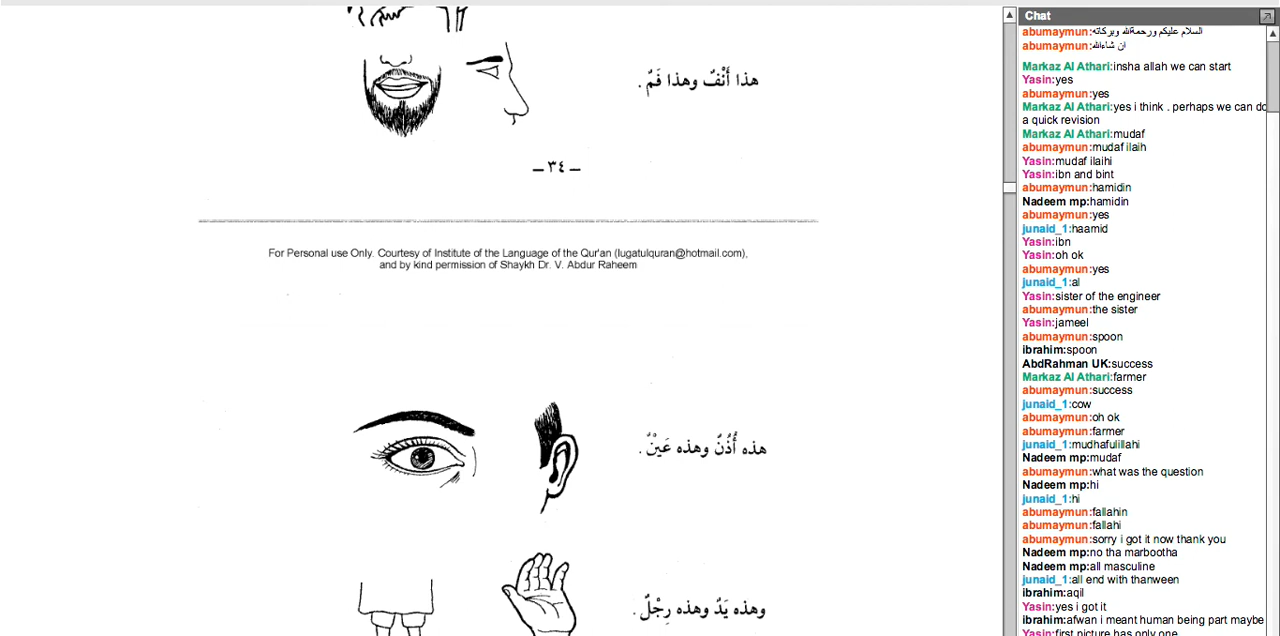 هذا أَنْفٌ وهذا فَمٌ .
– ٣٤ –
For Personal use Only. Courtesy of Institute of the Language of the Qur'an (lugatulquran@hotmail.com),
and by kind permission of Shaykh Dr. V. Abdur Raheem
هذه أُذُنٌ وهذه عَيْنٌ .
وهذه يَدٌ وهذه رِجْلٌ .
Chat
abumaymun:السلام عليكم ورحمةالله وبركاته
abumaymun:ان شاءالله
Markaz Al Athari:insha allah we can start
Yasin:yes
abumaymun:yes
Markaz Al Athari:yes i think . perhaps we can do
a quick revision
Markaz Al Athari:mudaf
abumaymun:mudaf ilaih
Yasin:mudaf ilaihi
Yasin:ibn and bint
abumaymun:hamidin
Nadeem mp:hamidin
abumaymun:yes
junaid_1:haamid
Yasin:ibn
Yasin:oh ok
abumaymun:yes
junaid_1:al
Yasin:sister of the engineer
abumaymun:the sister
Yasin:jameel
abumaymun:spoon
ibrahim:spoon
AbdRahman UK:success
Markaz Al Athari:farmer
abumaymun:success
junaid_1:cow
abumaymun:oh ok
abumaymun:farmer
junaid_1:mudhafulillahi
Nadeem mp:mudaf
abumaymun:what was the question
Nadeem mp:hi
junaid_1:hi
abumaymun:fallahin
abumaymun:fallahi
abumaymun:sorry i got it now thank you
Nadeem mp:no tha marbootha
Nadeem mp:all masculine
junaid_1:all end with thanween
ibrahim:aqil
Yasin:yes i got it
ibrahim:afwan i meant human being part maybe
Yasin:first picture has only one